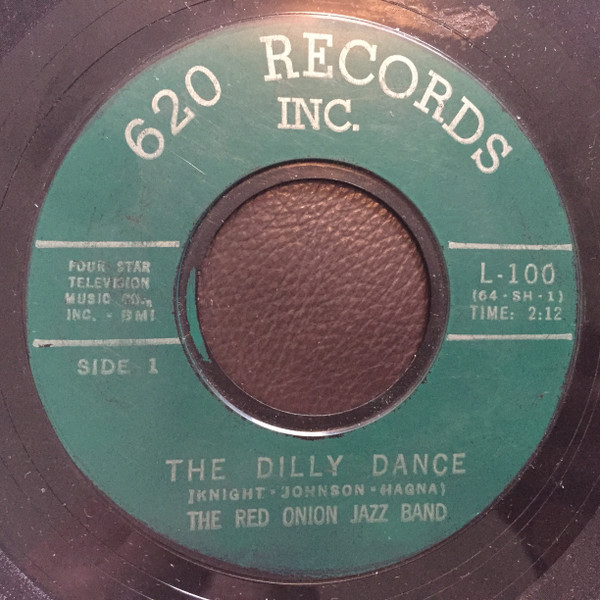 620 RECORDS
INC.
FOUR STAR
TELEVISION
MUSIC CO.,
INC. - BMI
L-100
(64-SH-1)
TIME: 2:12
SIDE 1
THE DILLY DANCE
(KNIGHT-JOHNSON-HAGNA)
THE RED ONION JAZZ BAND